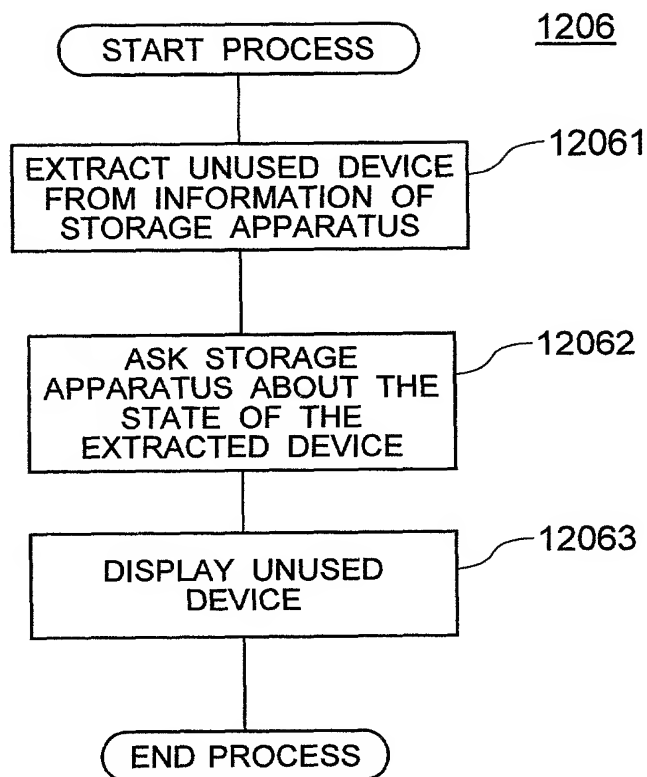 1206
START PROCESS
12061
EXTRACT UNUSED DEVICE
FROM INFORMATION OF
STORAGE APPARATUS
12062
ASK STORAGE
APPARATUS ABOUT THE
STATE OF THE
EXTRACTED DEVICE
12063
DISPLAY UNUSED
DEVICE
END PROCESS